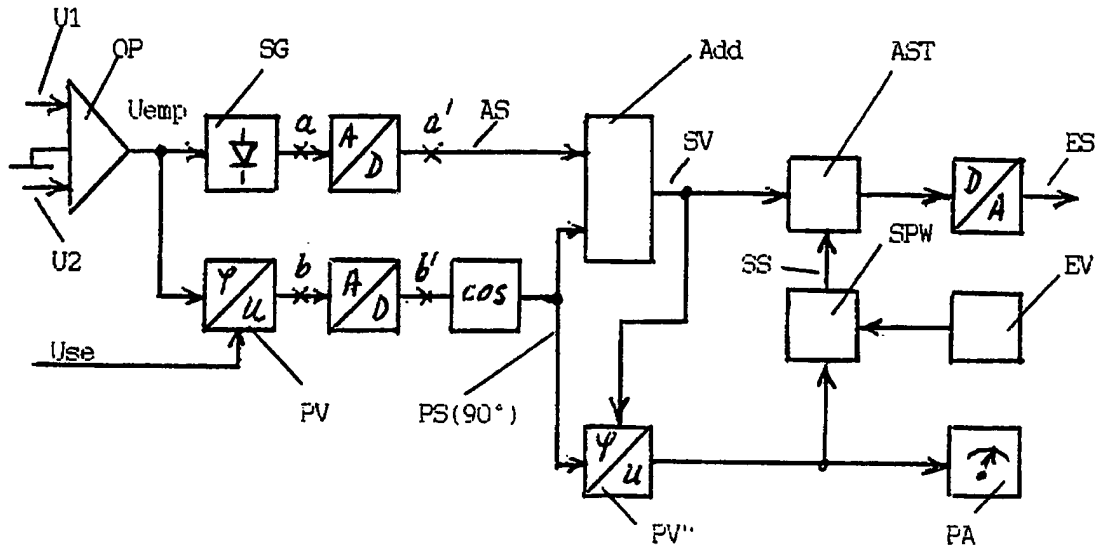 U1
OP
SG
Add
AST
Uemp
a
A
D
a'
AS
SV
D
A
ES
U2
SPW
SS
EV
φ
U
b
A
D
b'
cos
Use
PV
PS(90°)
φ
U
PV"
PA